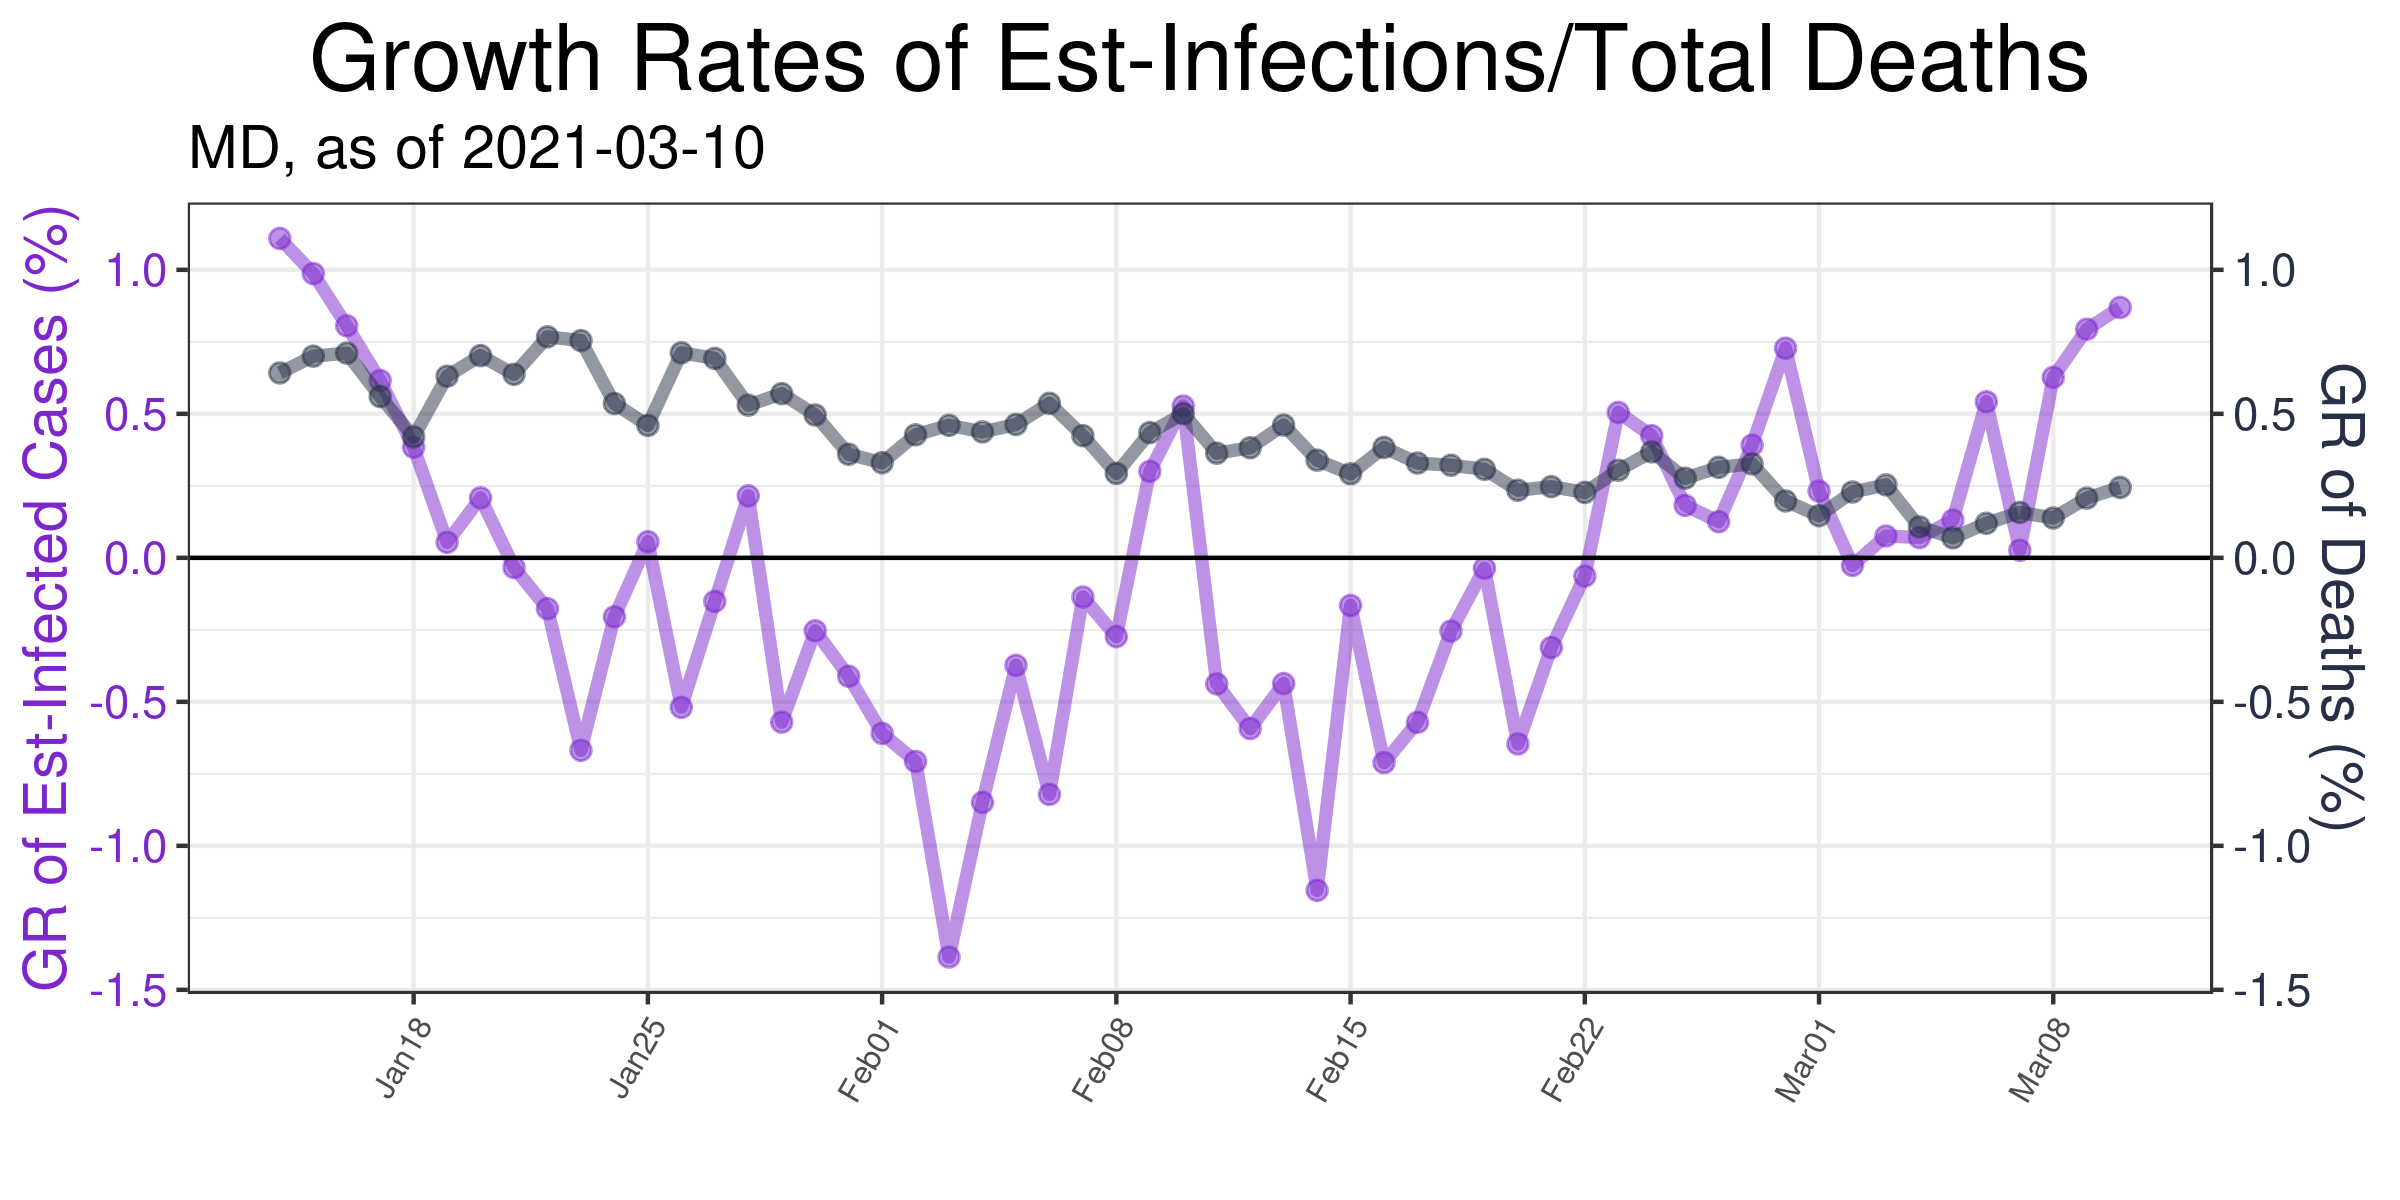 Growth Rates of Est-Infections/Total Deaths
MD, as of 2021-03-10
GR of Est-Infected Cases (%)
1.0
0.5
0.0
-0.5
-1.0
-1.5
1.0
0.5
0.0
-0.5
-1.0
-1.5
GR of Deaths (%)
Jan18
Jan25
Feb01
Feb08
Feb15
Feb22
Mar01
Mar08